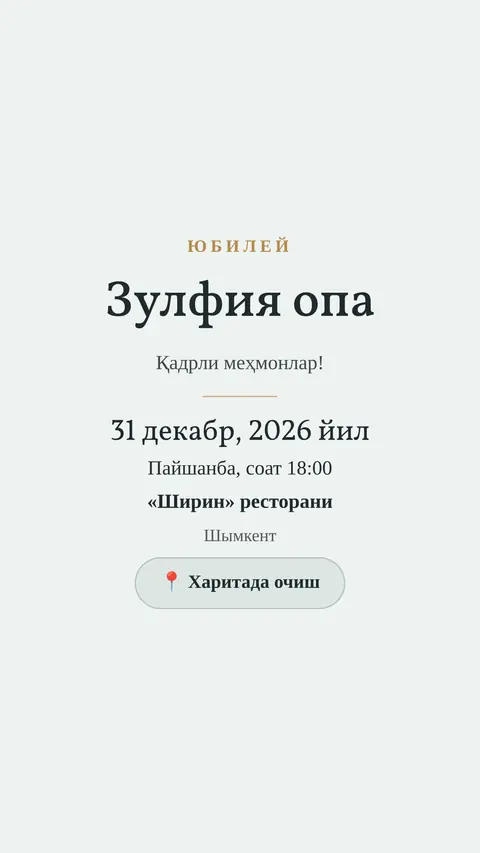 ЮБИЛЕЙ
Зулфия опа
Қадрли меҳмонлар!
31 декабр, 2026 йил
Пайшанба, соат 18:00
«Ширин» ресторани
Шымкент
📍 Харитада очиш